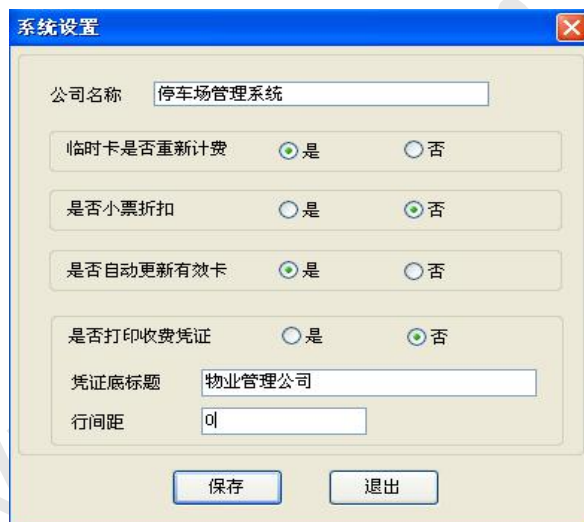 系统设置
公司名称 停车场管理系统
临时卡是否重新计费 是 否
是否小票折扣 是 否
是否自动更新有效卡 是 否
是否打印收费凭证 是 否
凭证底标题 物业管理公司
行间距 0
保存 退出